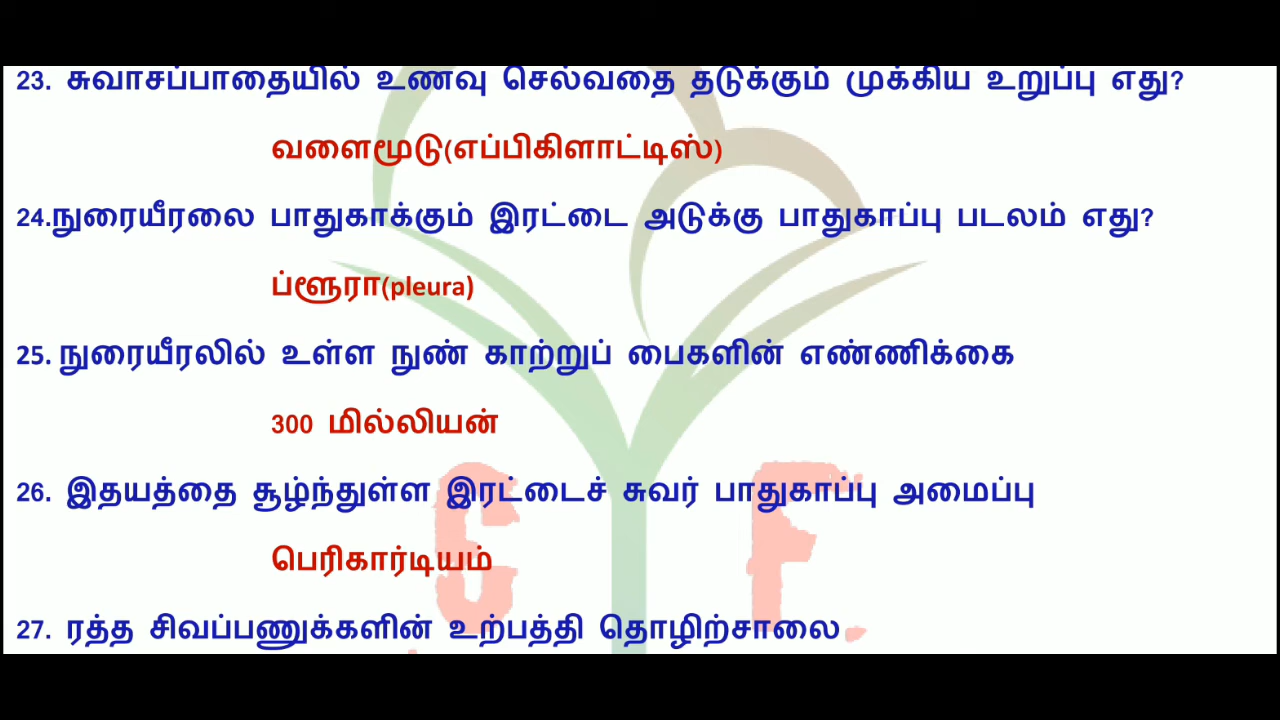 23. சுவாசப்பாதையில் உணவு செல்வதை தடுக்கும் முக்கிய உறுப்பு எது?
வளைமூடு(எப்பிகிளாட்டிஸ்)
24.நுரையீரலை பாதுகாக்கும் இரட்டை அடுக்கு பாதுகாப்பு படலம் எது?
ப்ளூரா(pleura)
25. நுரையீரலில் உள்ள நுண் காற்றுப் பைகளின் எண்ணிக்கை
300 மில்லியன்
26. இதயத்தை சூழ்ந்துள்ள இரட்டைச் சுவர் பாதுகாப்பு அமைப்பு
பெரிகார்டியம்
27. ரத்த சிவப்பணுக்களின் உற்பத்தி தொழிற்சாலை
G F